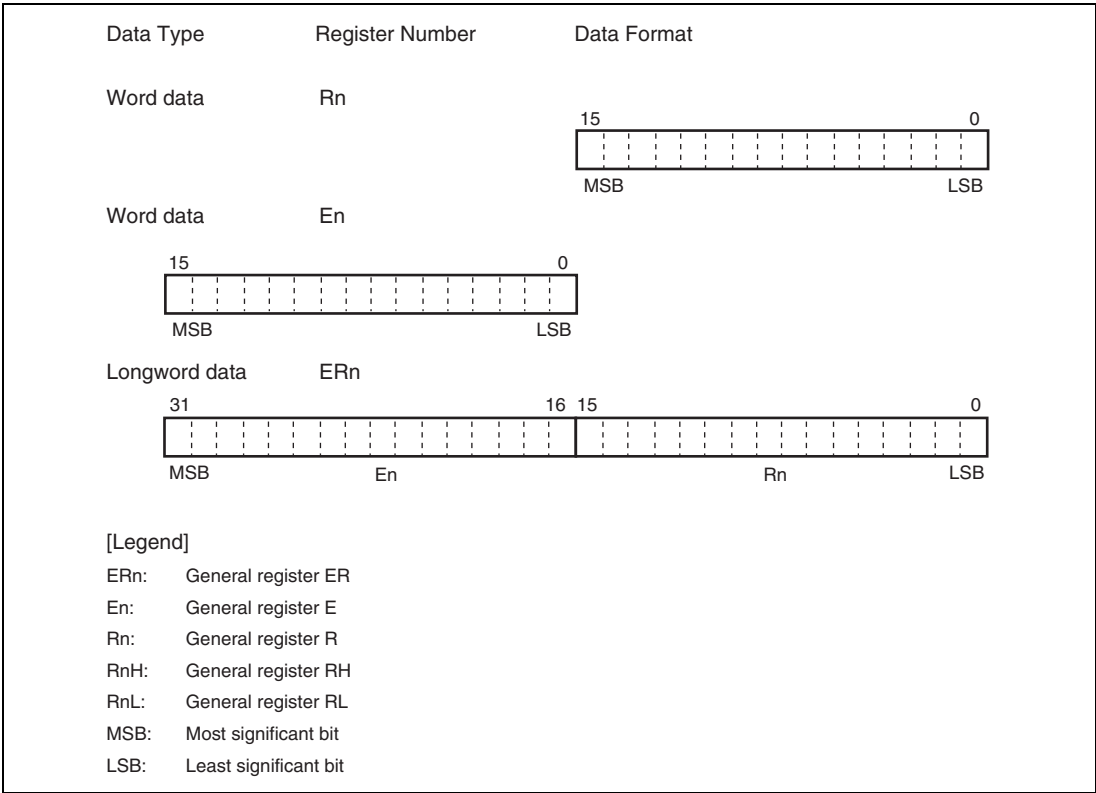 Data Type Register Number Data Format
Word data Rn
15 0
MSB LSB
Word data En
15 0
MSB LSB
Longword data ERn
31 16 15 0
MSB En Rn LSB
[Legend]
ERn: General register ER
En: General register E
Rn: General register R
RnH: General register RH
RnL: General register RL
MSB: Most significant bit
LSB: Least significant bit